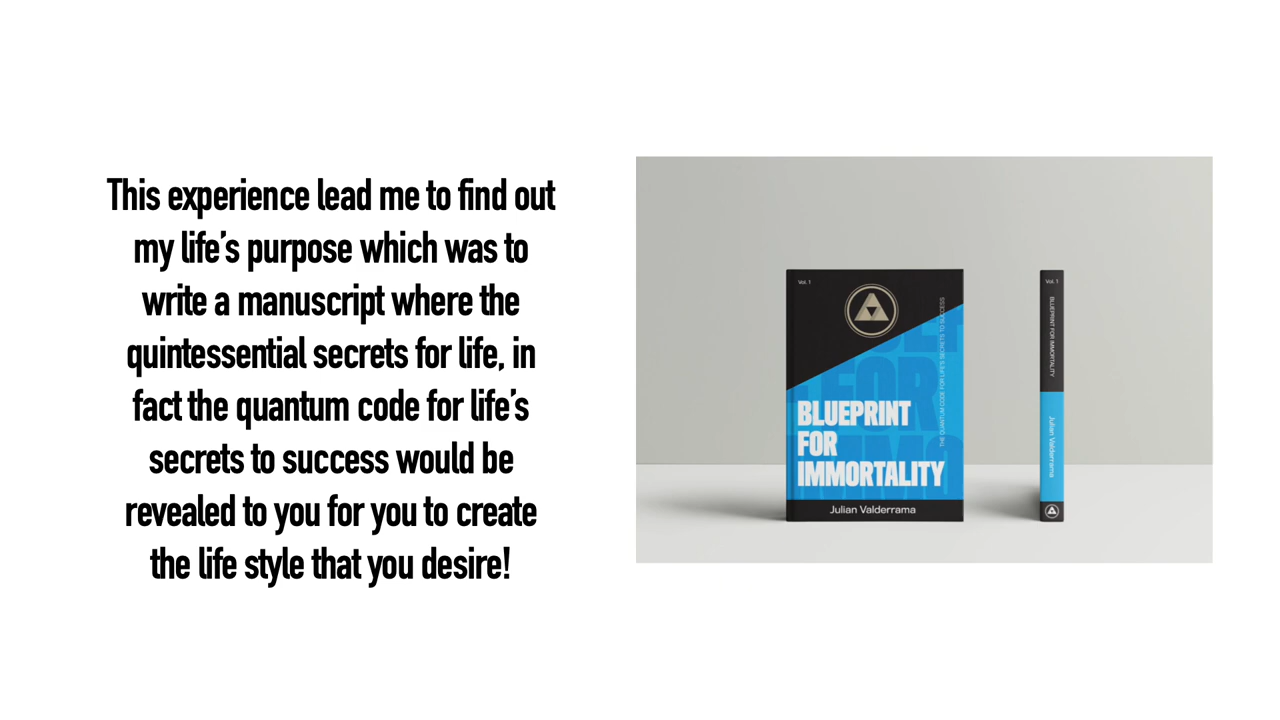 This experience lead me to find out
my life’s purpose which was to
write a manuscript where the
quintessential secrets for life, in
fact the quantum code for life’s
secrets to success would be
revealed to you for you to create
the life style that you desire!
Vol. 1
THE QUANTUM CODE FOR LIFE'S SECRETS TO SUCCESS
BLUEPRINT
FOR
IMMORTALITY
Julian Valderrama
Vol. 1
BLUEPRINT FOR IMMORTALITY
Julian Valderrama